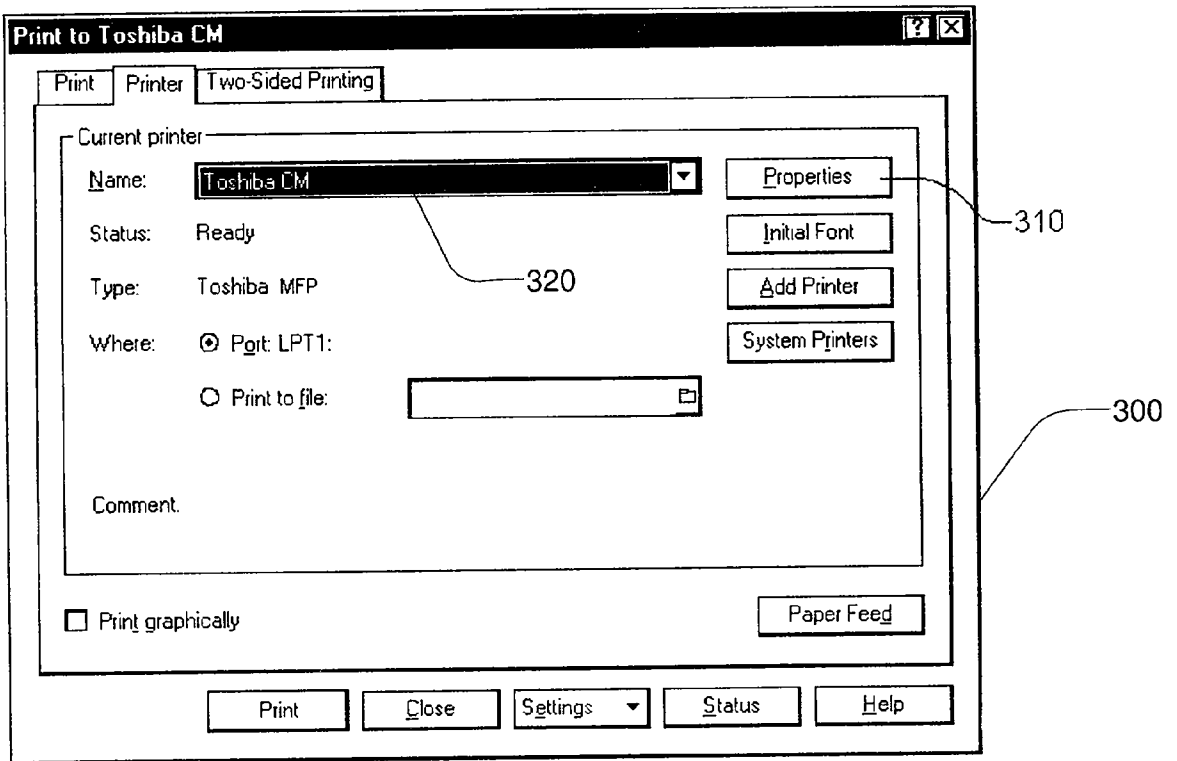 Print to Toshiba CM
Print Printer Two-Sided Printing
Current printer
Name: Toshiba CM Properties
310
Status: Ready Initial Font
320
Type: Toshiba MFP Add Printer
Where: Port: LPT1: System Printers
Print to file:
300
Comment.
Print graphically Paper Feed
Print Close Settings Status Help